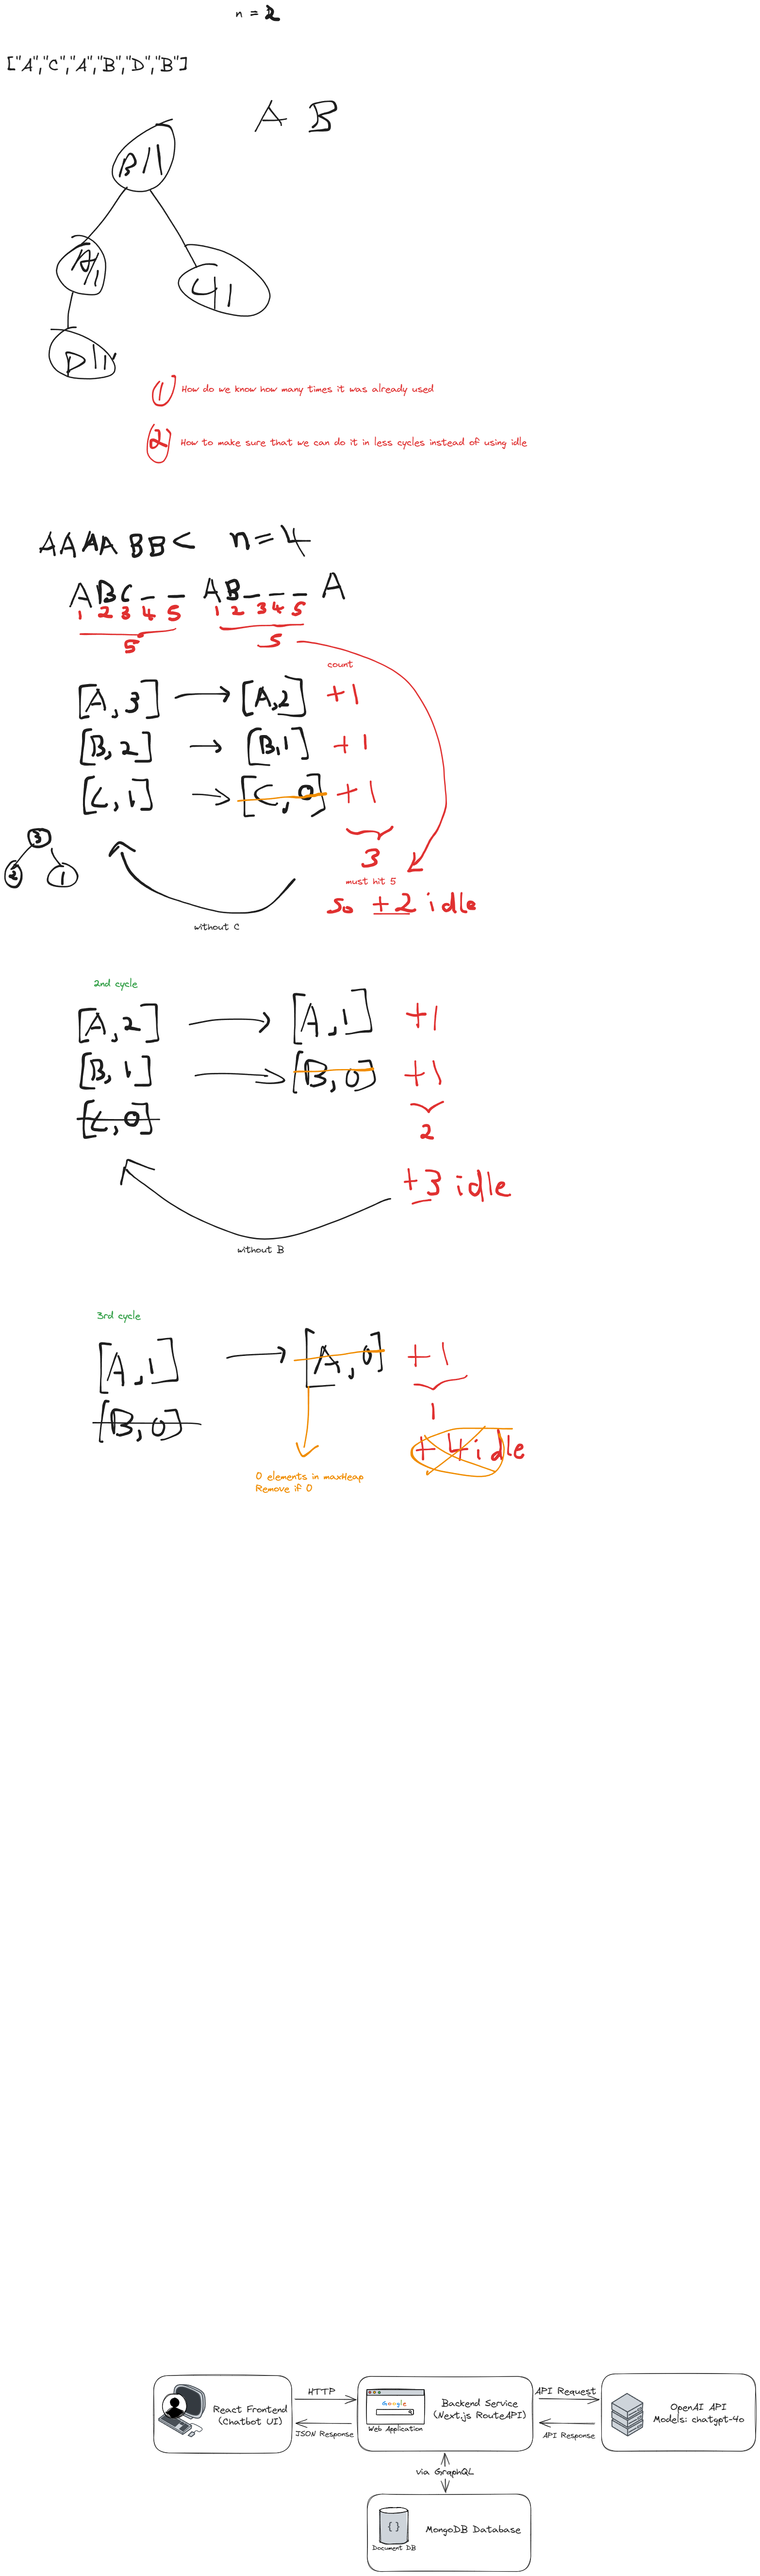 n = 2
["A","C","A","B","D","B"]
A B
B/1
A/1
C/1
D/1
1 How do we know how many times it was already used
2 How to make sure that we can do it in less cycles instead of using idle
AAAA BB C n=4
A B C _ _ A B _ _ _ A
1 2 3 4 5 1 2 3 4 5
5 5
count
[A, 3] [A,2] +1
[B, 2] [B,1] +1
[C, 1] [C, 0] +1
3
2 1
3
must hit 5
so +2 idle
without C
2nd cycle
[A, 2] [A, 1] +1
[B, 1] [B, 0] +1
[C, 0]
2
+3 idle
without B
3rd cycle
[A, 1] [A, 0] +1
[B, 0]
1
+4 idle
0 elements in maxHeap
Remove if 0
React Frontend
(Chatbot UI)
HTTP
JSON Response
Google
Web Application
Backend Service
(Next.js RouteAPI)
API Request
API Response
OpenAI API
Models: chatgpt-4o
via GraphQL
{ }
Document DB
MongoDB Database